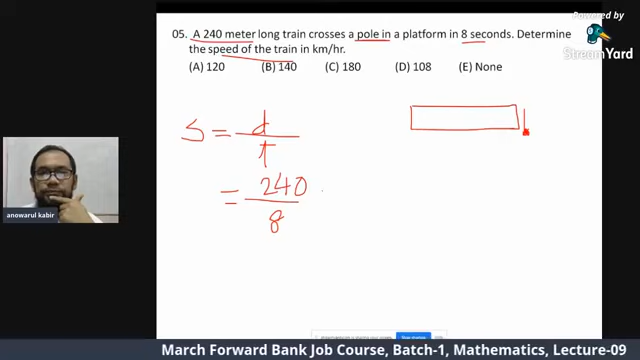 Powered by
StreamYard
05. A 240 meter long train crosses a pole in a platform in 8 seconds. Determine
the speed of the train in km/hr.
(A) 120 (B) 140 (C) 180 (D) 108 (E) None
S = d
T
= 240
8
anowarul kabir
March Forward Bank Job Course, Batch-1, Mathematics, Lecture-09